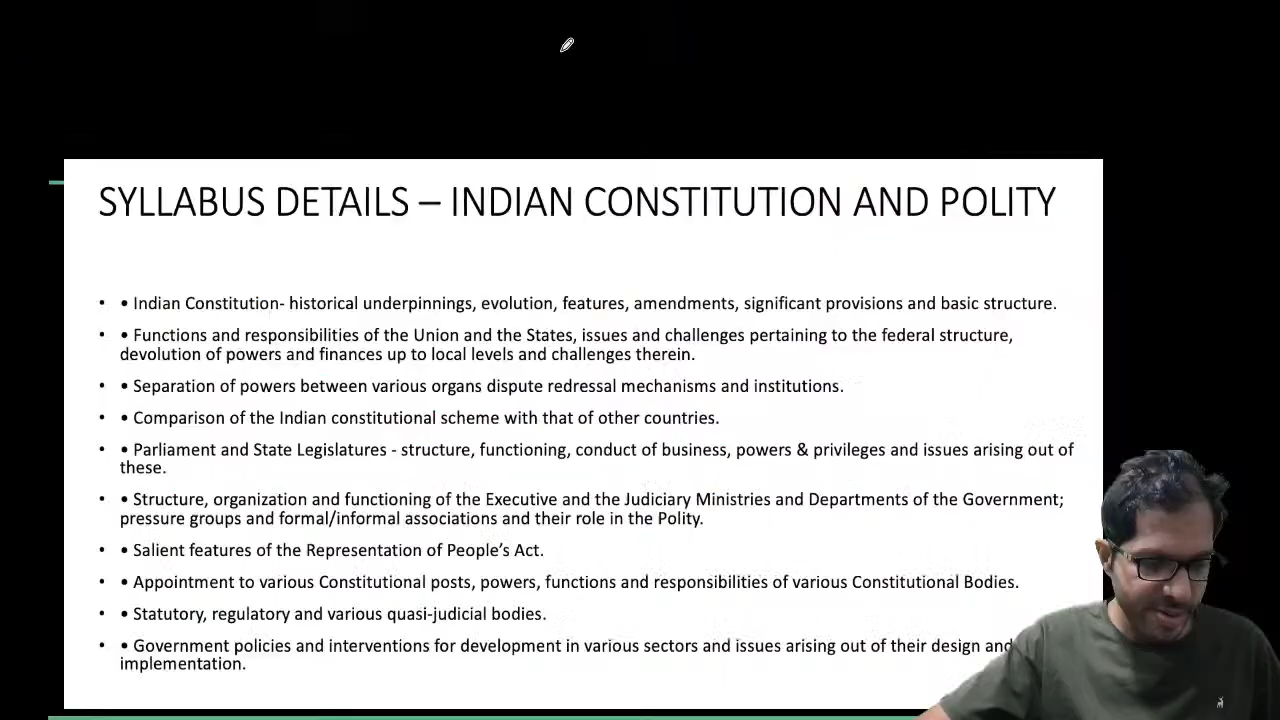 SYLLABUS DETAILS – INDIAN CONSTITUTION AND POLITY
• • Indian Constitution- historical underpinnings, evolution, features, amendments, significant provisions and basic structure.
• • Functions and responsibilities of the Union and the States, issues and challenges pertaining to the federal structure,
devolution of powers and finances up to local levels and challenges therein.
• • Separation of powers between various organs dispute redressal mechanisms and institutions.
• • Comparison of the Indian constitutional scheme with that of other countries.
• • Parliament and State Legislatures - structure, functioning, conduct of business, powers & privileges and issues arising out of
these.
• • Structure, organization and functioning of the Executive and the Judiciary Ministries and Departments of the Government;
pressure groups and formal/informal associations and their role in the Polity.
• • Salient features of the Representation of People’s Act.
• • Appointment to various Constitutional posts, powers, functions and responsibilities of various Constitutional Bodies.
• • Statutory, regulatory and various quasi-judicial bodies.
• • Government policies and interventions for development in various sectors and issues arising out of their design and
implementation.